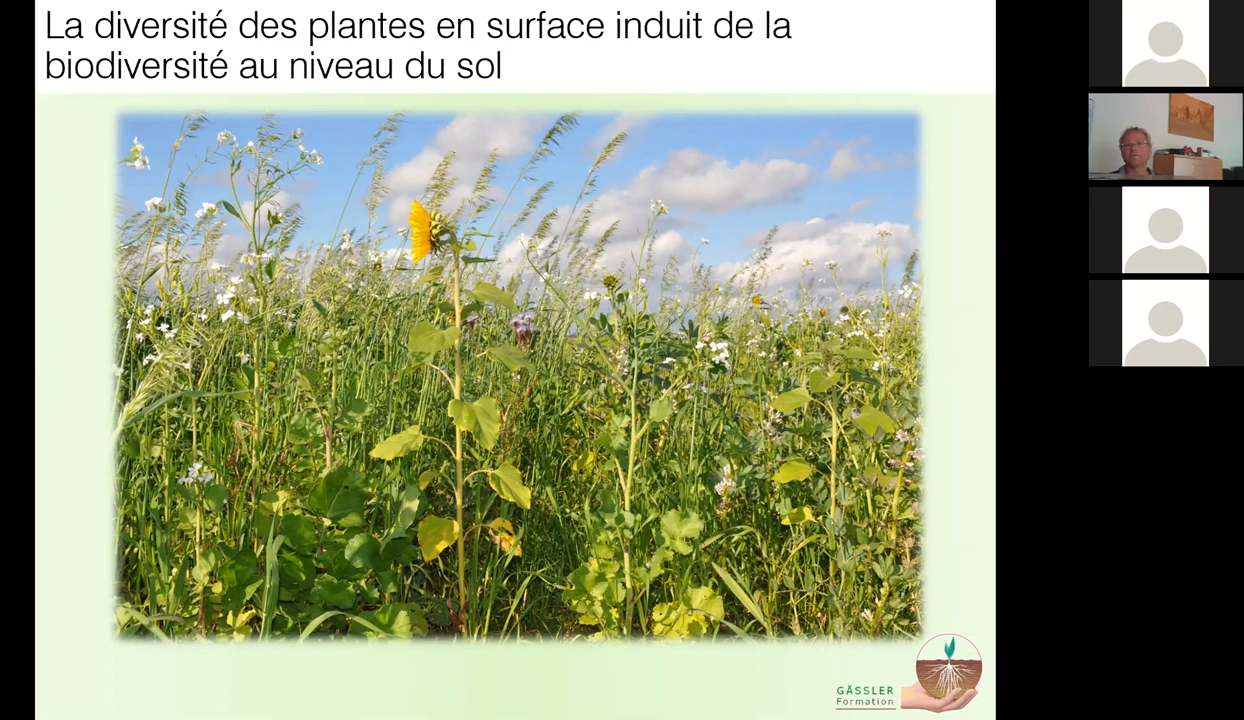 La diversité des plantes en surface induit de la
biodiversité au niveau du sol
GÄSSLER
Formation